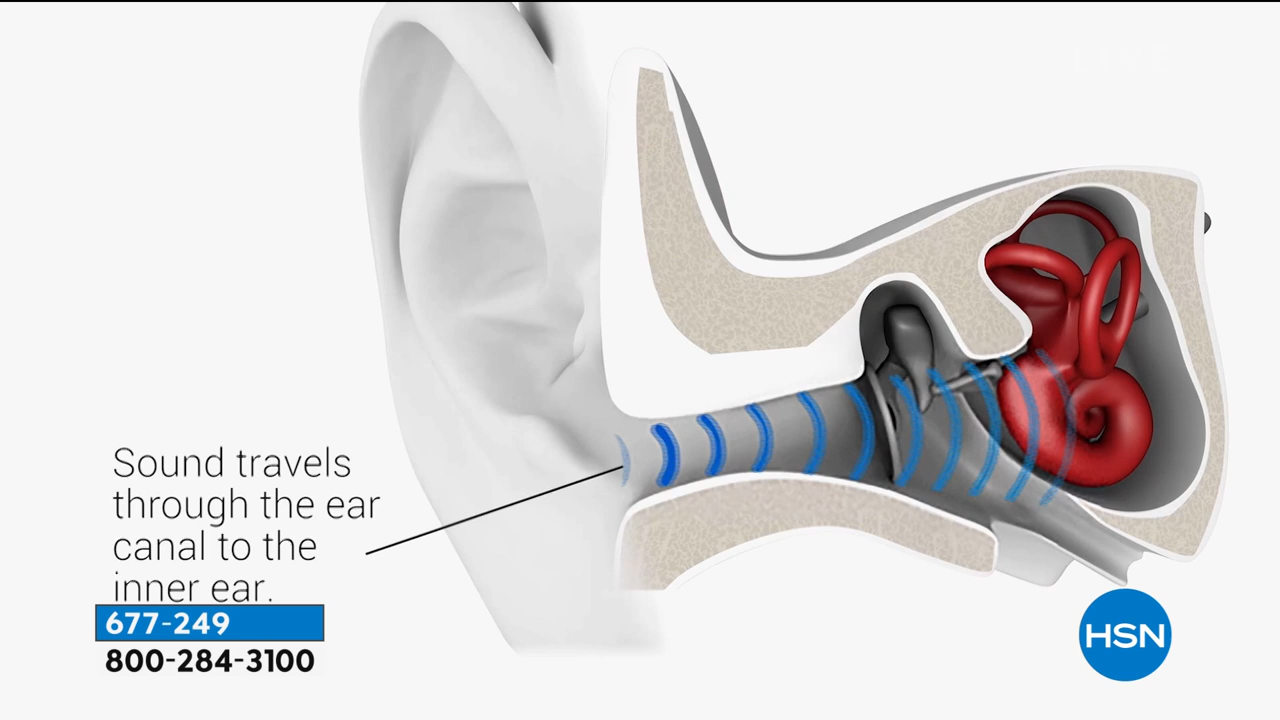 Sound travels
through the ear
canal to the
inner ear.
677-249
800-284-3100
HSN